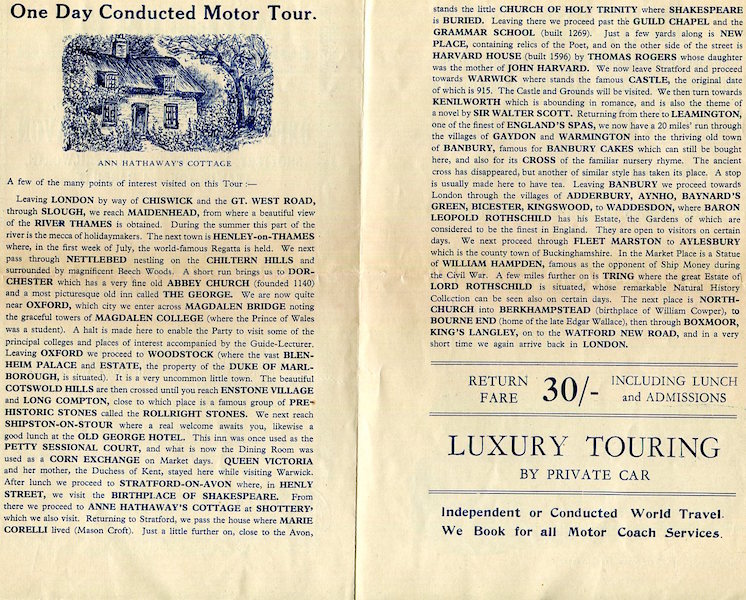 One Day Conducted Motor Tour.
ANN HATHAWAY'S COTTAGE
A few of the many points of interest visited on this Tour :—
Leaving LONDON by way of CHISWICK and the GT. WEST ROAD,
through SLOUGH, we reach MAIDENHEAD, from where a beautiful view
of the RIVER THAMES is obtained. During the summer this part of the
river is the mecca of holidaymakers. The next town is HENLEY-on-THAMES
where, in the first week of July, the world-famous Regatta is held. We next
pass through NETTLEBED nestling on the CHILTERN HILLS and
surrounded by magnificent Beech Woods. A short run brings us to DOR-
CHESTER which has a very fine old ABBEY CHURCH (founded 1140)
and a most picturesque old inn called THE GEORGE. We are now quite
near OXFORD, which city we enter across MAGDALEN BRIDGE noting
the graceful towers of MAGDALEN COLLEGE (where the Prince of Wales
was a student). A halt is made here to enable the Party to visit some of the
principal colleges and places of interest accompanied by the Guide-Lecturer.
Leaving OXFORD we proceed to WOODSTOCK (where the vast BLEN-
HEIM PALACE and ESTATE, the property of the DUKE OF MARL-
BOROUGH, is situated). It is a very uncommon little town. The beautiful
COTSWOLD HILLS are then crossed until you reach ENSTONE VILLAGE
and LONG COMPTON, close to which place is a famous group of PRE-
HISTORIC STONES called the ROLLRIGHT STONES. We next reach
SHIPSTON-ON-STOUR where a real welcome awaits you, likewise a
good lunch at the OLD GEORGE HOTEL. This inn was once used as the
PETTY SESSIONAL COURT, and what is now the Dining Room was
used as a CORN EXCHANGE on Market days. QUEEN VICTORIA
and her mother, the Duchess of Kent, stayed here while visiting Warwick.
After lunch we proceed to STRATFORD-ON-AVON where, in HENLY
STREET, we visit the BIRTHPLACE OF SHAKESPEARE. From
there we proceed to ANNE HATHAWAY'S COTTAGE at SHOTTERY,
which we also visit. Returning to Stratford, we pass the house where MARIE
CORELLI lived (Mason Croft). Just a little further on, close to the Avon,
stands the little CHURCH OF HOLY TRINITY where SHAKESPEARE
is BURIED. Leaving there we proceed past the GUILD CHAPEL and the
GRAMMAR SCHOOL (built 1269). Just a few yards along is NEW
PLACE, containing relics of the Poet, and on the other side of the street is
HARVARD HOUSE (built 1596) by THOMAS ROGERS whose daughter
was the mother of JOHN HARVARD. We now leave Stratford and proceed
towards WARWICK where stands the famous CASTLE, the original date
of which is 915. The Castle and Grounds will be visited. We then turn towards
KENILWORTH which is abounding in romance, and is also the theme of
a novel by SIR WALTER SCOTT. Returning from there to LEAMINGTON,
one of the finest of ENGLAND'S SPAS, we now have a 20 miles' run through
the villages of GAYDON and WARMINGTON into the thriving old town
of BANBURY, famous for BANBURY CAKES which can still be bought
here, and also for its CROSS of the familiar nursery rhyme. The ancient
cross has disappeared, but another of similar style has taken its place. A stop
is usually made here to have tea. Leaving BANBURY we proceed towards
London through the villages of ADDERBURY, AYNHO, BAYNARD'S
GREEN, BICESTER, KINGSWOOD, to WADDESDON, where BARON
LEOPOLD ROTHSCHILD has his Estate, the Gardens of which are
considered to be the finest in England. They are open to visitors on certain
days. We next proceed through FLEET MARSTON to AYLESBURY
which is the county town of Buckinghamshire. In the Market Place is a Statue
of WILLIAM HAMPDEN, famous as the opponent of Ship Money during
the Civil War. A few miles further on is TRING where the great Estate of
LORD ROTHSCHILD is situated, whose remarkable Natural History
Collection can be seen also on certain days. The next place is NORTH-
CHURCH into BERKHAMPSTEAD (birthplace of William Cowper), to
BOURNE END (home of the late Edgar Wallace), then through BOXMOOR,
KING'S LANGLEY, on to the WATFORD NEW ROAD, and in a very
short time we again arrive back in LONDON.
RETURN FARE 30/- INCLUDING LUNCH and ADMISSIONS
LUXURY TOURING
BY PRIVATE CAR
Independent or Conducted World Travel.
We Book for all Motor Coach Services.